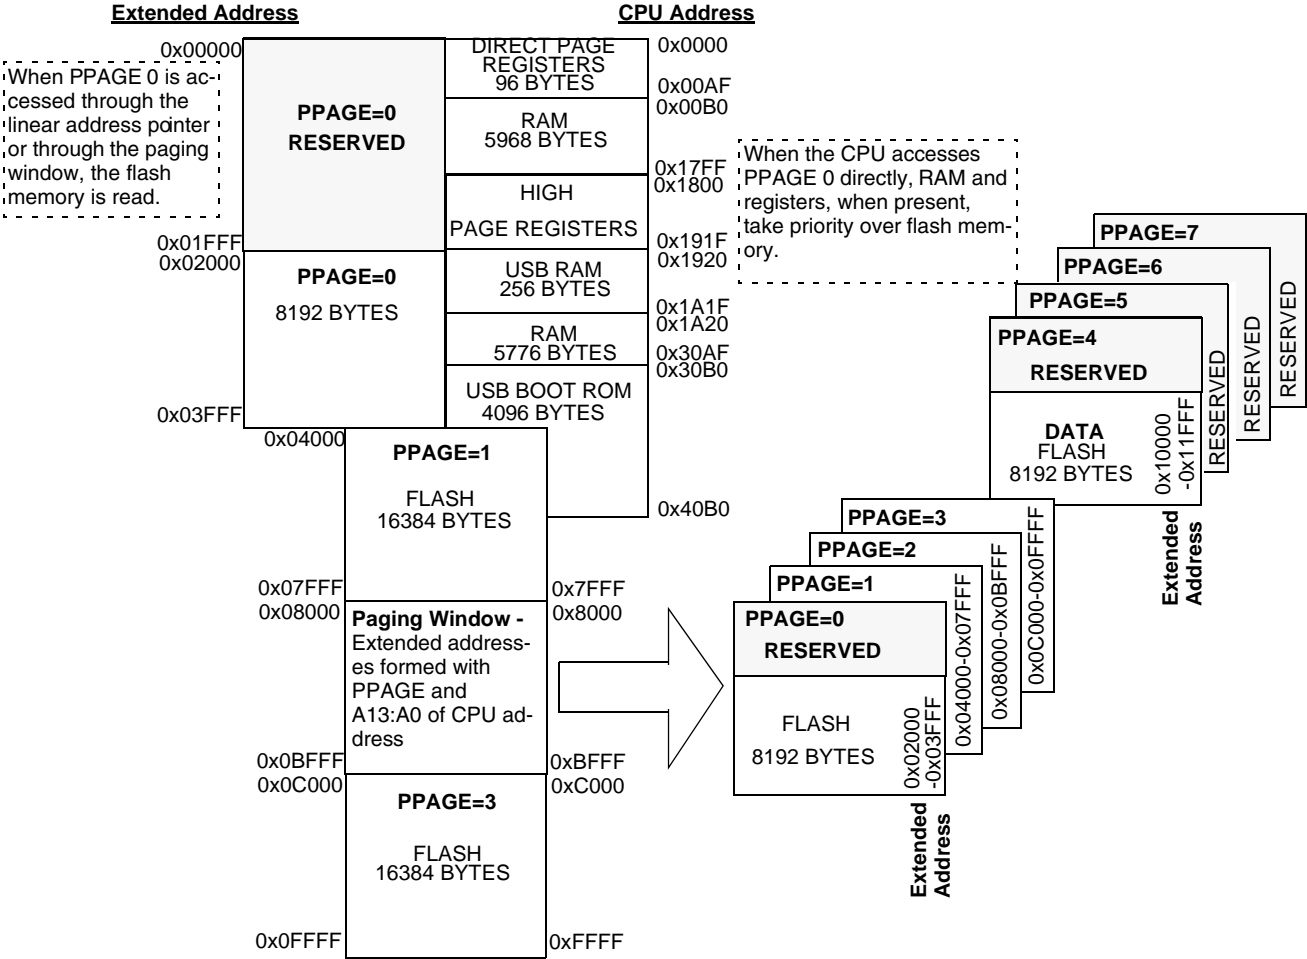 Extended Address
CPU Address
0x00000
When PPAGE 0 is ac-
cessed through the
linear address pointer
or through the paging
window, the flash
memory is read.
PPAGE=0
RESERVED
0x01FFF
0x02000
PPAGE=0
8192 BYTES
0x03FFF
DIRECT PAGE
REGISTERS
96 BYTES
0x0000
0x00AF
0x00B0
RAM
5968 BYTES
0x17FF
0x1800
HIGH
PAGE REGISTERS
0x191F
0x1920
USB RAM
256 BYTES
0x1A1F
0x1A20
RAM
5776 BYTES
0x30AF
0x30B0
USB BOOT ROM
4096 BYTES
0x40B0
0x04000
PPAGE=1
FLASH
16384 BYTES
0x07FFF
0x7FFF
0x08000
0x8000
Paging Window -
Extended address-
es formed with
PPAGE and
A13:A0 of CPU ad-
dress
0x0BFFF
0xBFFF
0x0C000
0xC000
PPAGE=3
FLASH
16384 BYTES
0x0FFFF
0xFFFF
When the CPU accesses
PPAGE 0 directly, RAM and
registers, when present,
take priority over flash mem-
ory.
PPAGE=7
RESERVED
PPAGE=6
RESERVED
PPAGE=5
RESERVED
PPAGE=4
RESERVED
DATA
FLASH
8192 BYTES
0x10000
-0x11FFF
Extended
Address
PPAGE=3
0x0C000-0x0FFFF
PPAGE=2
0x08000-0x0BFFF
PPAGE=1
0x04000-0x07FFF
PPAGE=0
RESERVED
FLASH
8192 BYTES
0x02000
-0x03FFF
Extended
Address